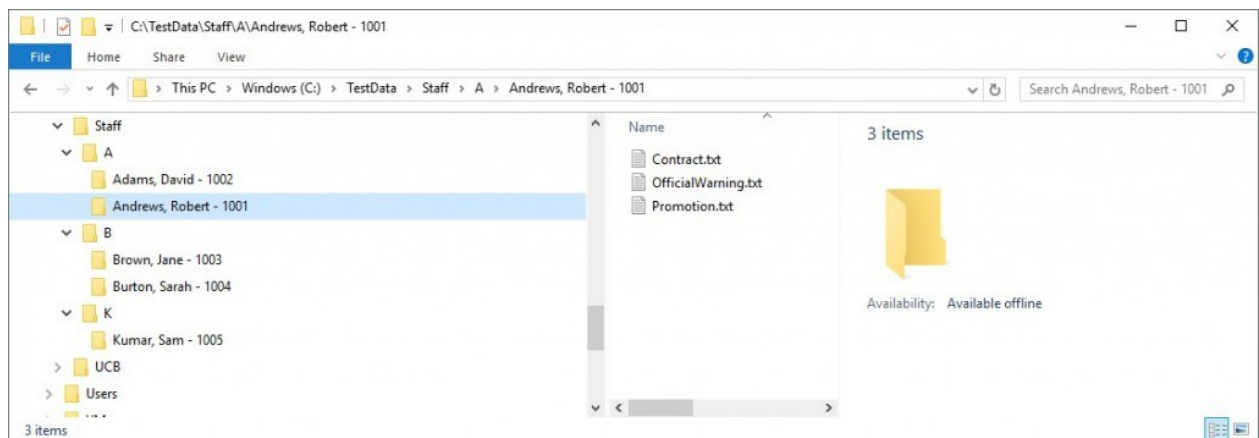 C:\TestData\Staff\A\Andrews, Robert - 1001
File Home Share View
This PC > Windows (C:) > TestData > Staff > A > Andrews, Robert - 1001
Search Andrews, Robert - 1001
Staff
A
Adams, David - 1002
Andrews, Robert - 1001
B
Brown, Jane - 1003
Burton, Sarah - 1004
K
Kumar, Sam - 1005
UCB
Users
Name
Contract.txt
OfficialWarning.txt
Promotion.txt
3 items
Availability: Available offline
3 items